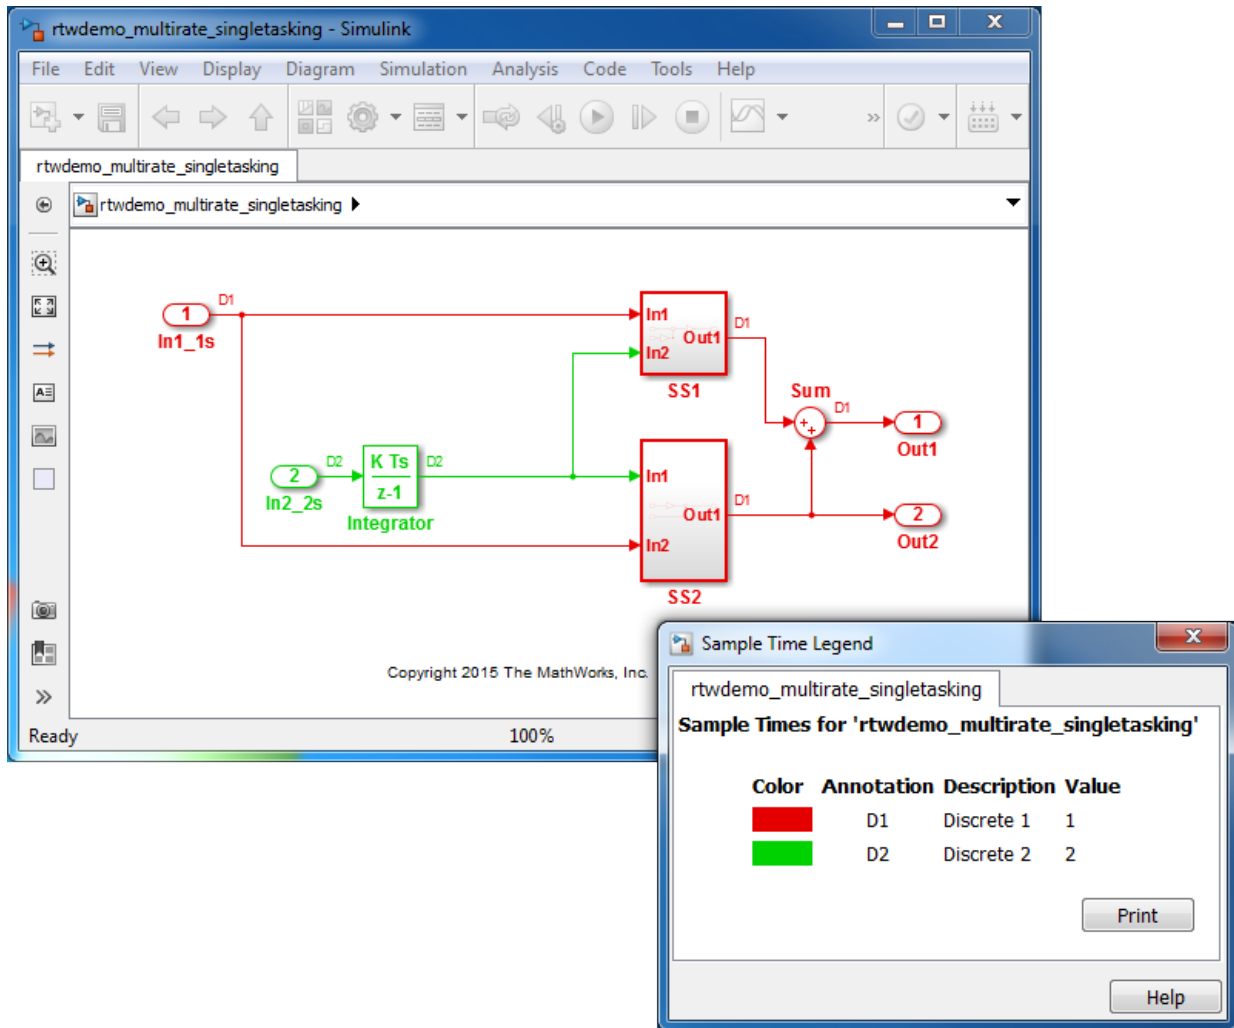 rtwdemo_multirate_singletasking - Simulink
File Edit View Display Diagram Simulation Analysis Code Tools Help
rtwdemo_multirate_singletasking
rtwdemo_multirate_singletasking
1
In1_1s
D1
In1
In2
Out1
SS1
D1
Sum
D1
1
Out1
2
In2_2s
D2
K Ts
z-1
Integrator
D2
In1
In2
Out1
SS2
D1
2
Out2
Copyright 2015 The MathWorks, Inc.
Ready 100%
Sample Time Legend
rtwdemo_multirate_singletasking
Sample Times for 'rtwdemo_multirate_singletasking'
Color Annotation Description Value
D1 Discrete 1 1
D2 Discrete 2 2
Print
Help